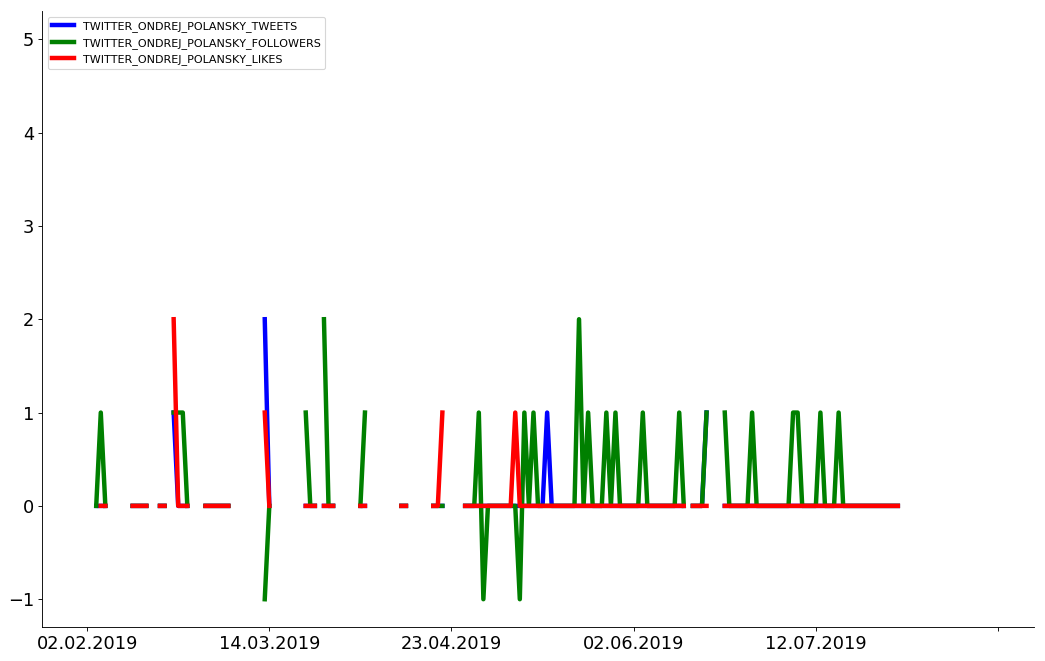 TWITTER_ONDREJ_POLANSKY_TWEETS
TWITTER_ONDREJ_POLANSKY_FOLLOWERS
TWITTER_ONDREJ_POLANSKY_LIKES
5
4
3
2
1
0
−1
02.02.2019 14.03.2019 23.04.2019 02.06.2019 12.07.2019